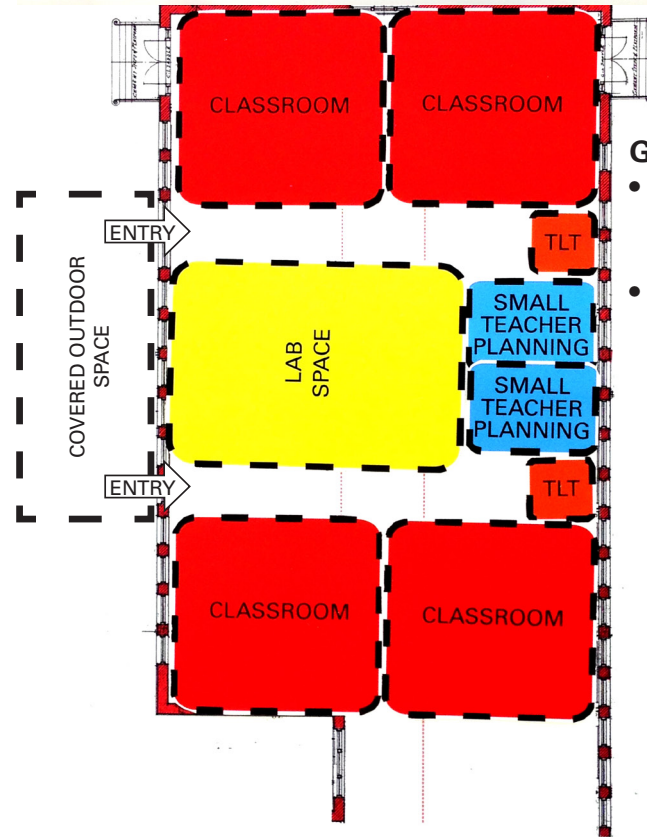 CLASSROOM
CLASSROOM
G
•
ENTRY
TLT
•
COVERED OUTDOOR
SPACE
LAB
SPACE
SMALL
TEACHER
PLANNING
SMALL
TEACHER
PLANNING
ENTRY
TLT
CLASSROOM
CLASSROOM